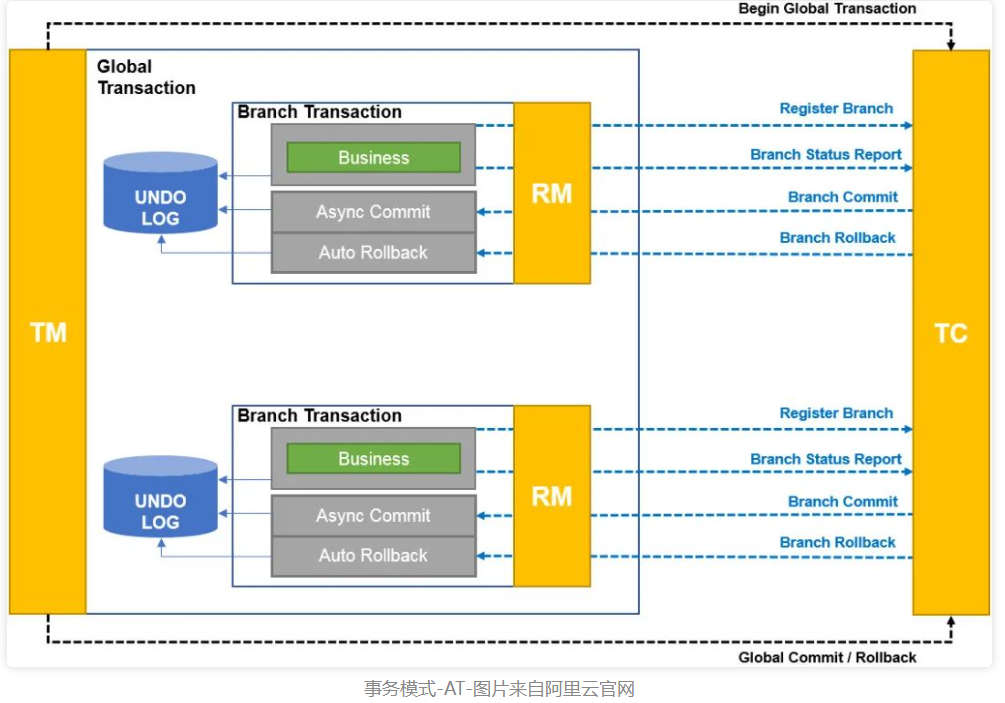 Begin Global Transaction
Global
Transaction
Branch Transaction
Business
Async Commit
Auto Rollback
UNDO
LOG
RM
Register Branch
Branch Status Report
Branch Commit
Branch Rollback
TM
TC
Branch Transaction
Business
Async Commit
Auto Rollback
UNDO
LOG
RM
Register Branch
Branch Status Report
Branch Commit
Branch Rollback
Global Commit / Rollback
事务模式-AT-图片来自阿里云官网